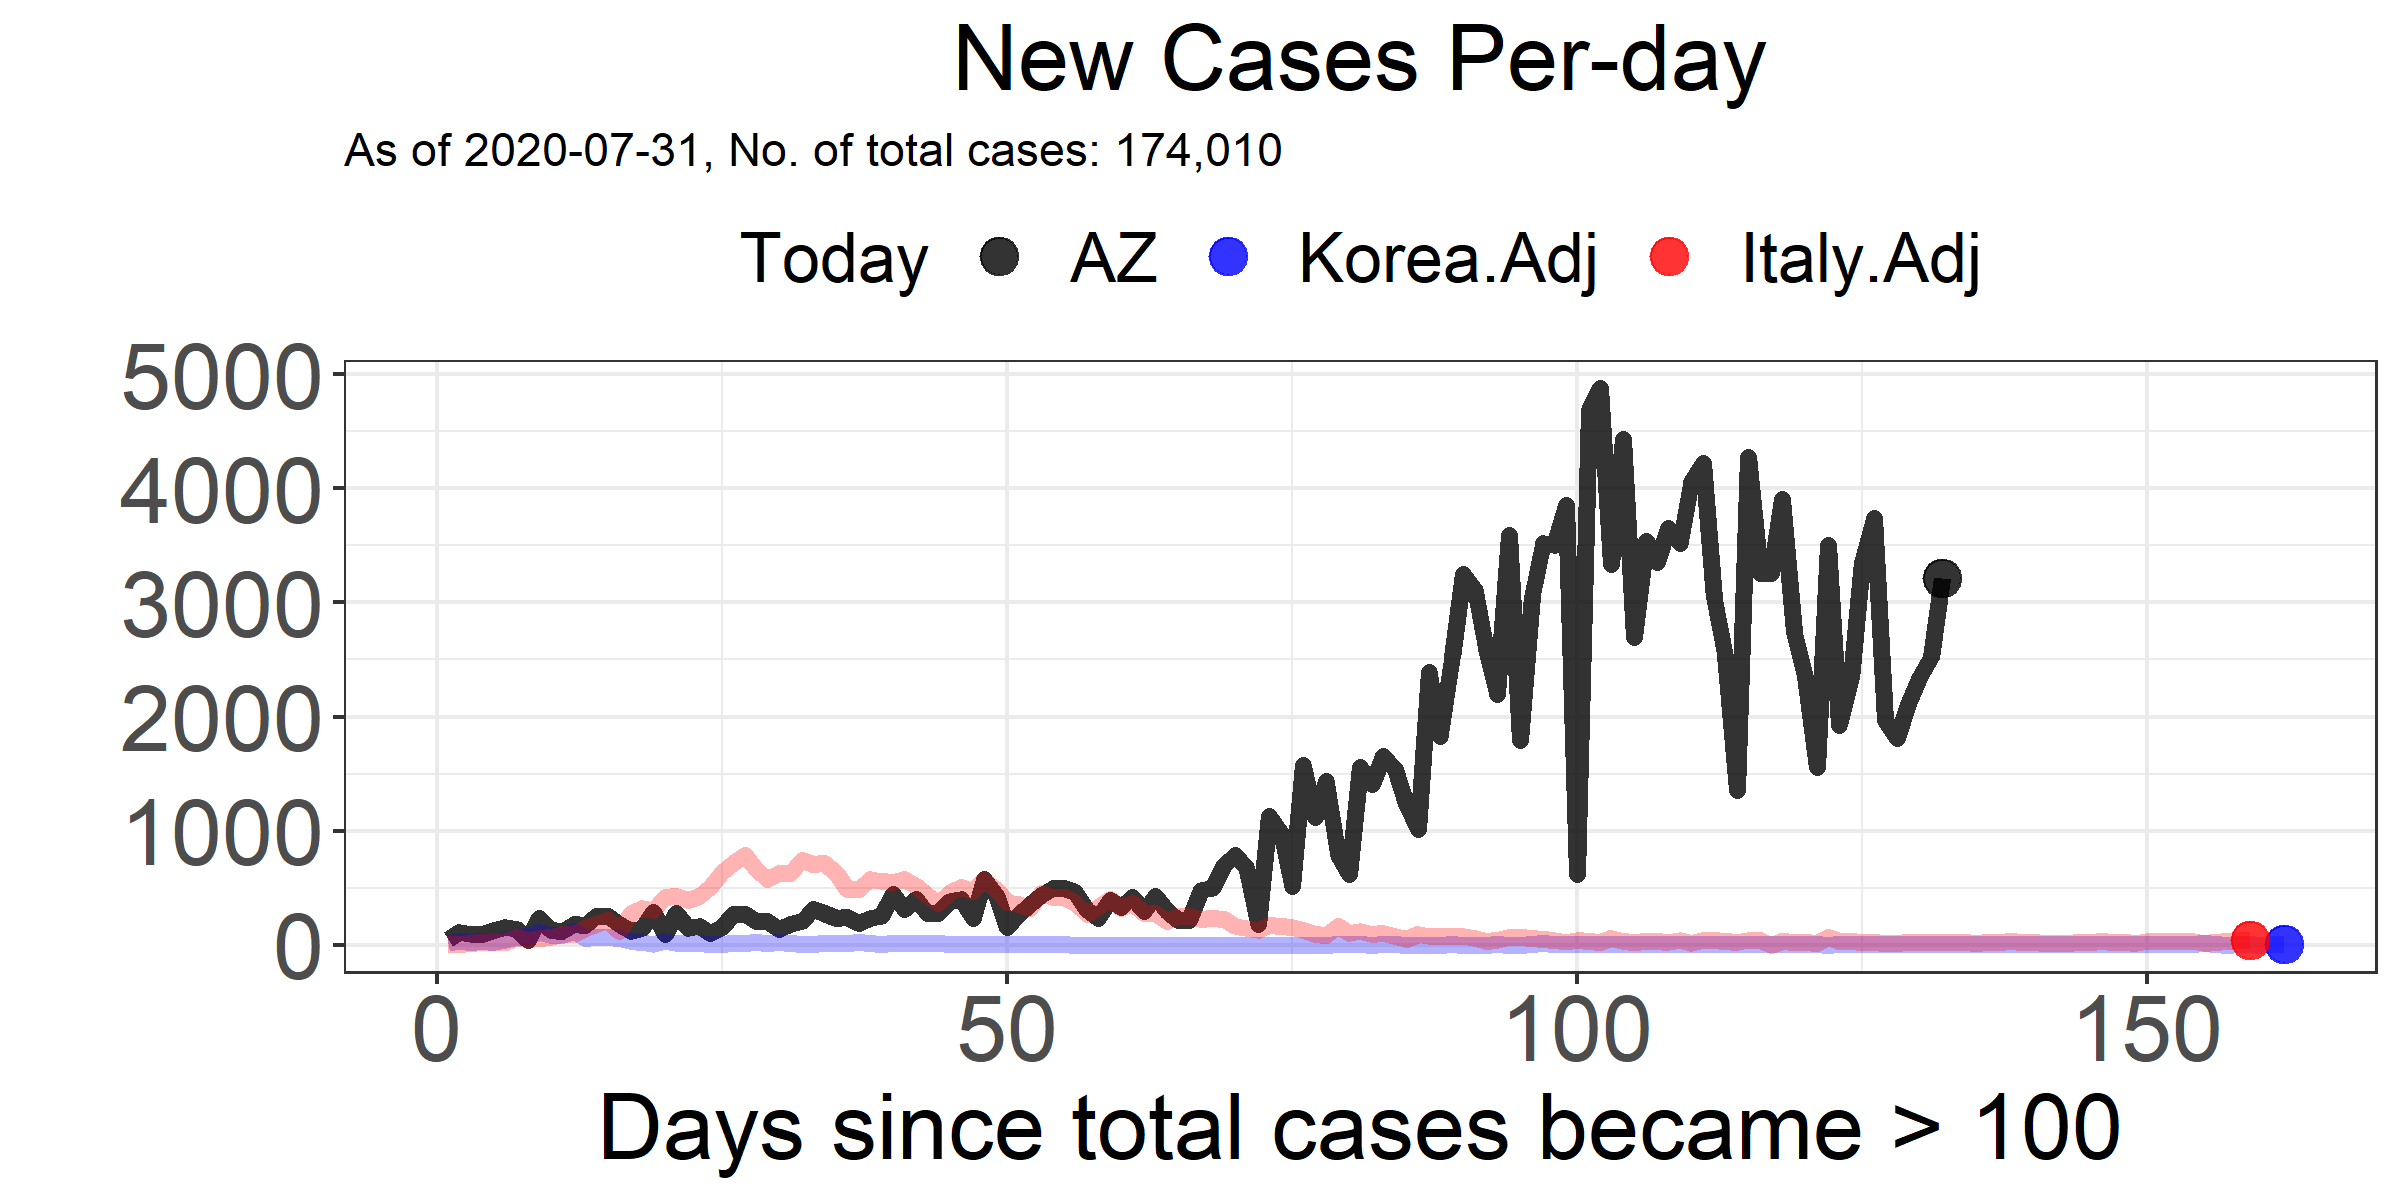 New Cases Per-day
As of 2020-07-31, No. of total cases: 174,010
Today AZ Korea.Adj Italy.Adj
5000
4000
3000
2000
1000
0
0 50 100 150
Days since total cases became > 100